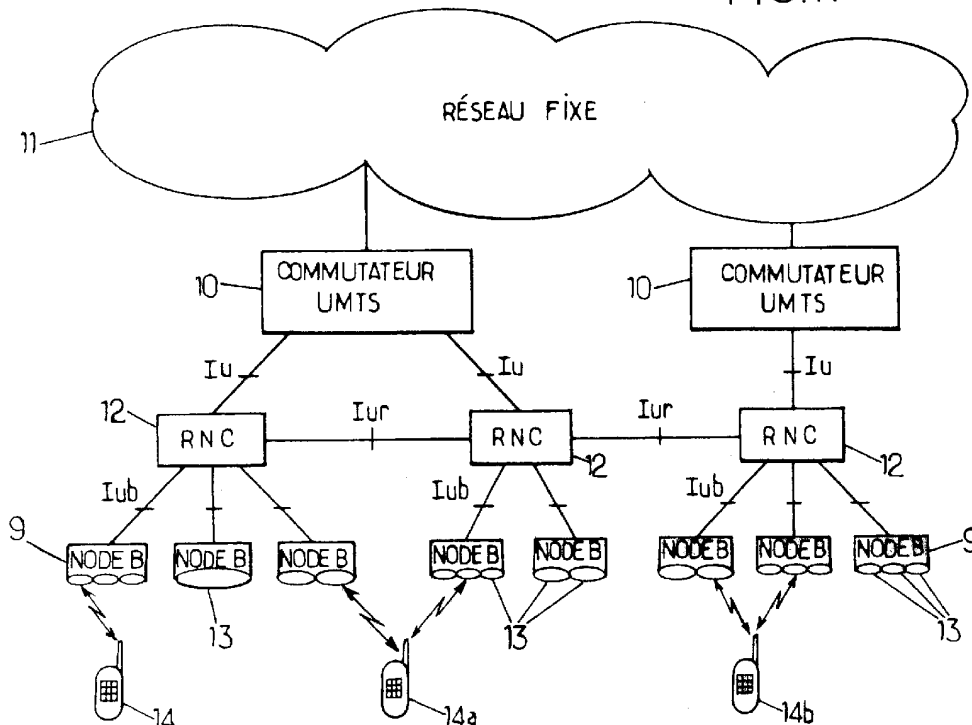 RÉSEAU FIXE
11
COMMUTATEUR
UMTS
10
COMMUTATEUR
UMTS
10
Iu
Iu
Iu
12
RNC
Iur
RNC
12
Iur
RNC
12
Iub
Iub
Iub
9
NODE B
NODE B
NODE B
NODE B
NODE B
NODE B
NODE B
NODE B
9
13
13
13
14
14a
14b